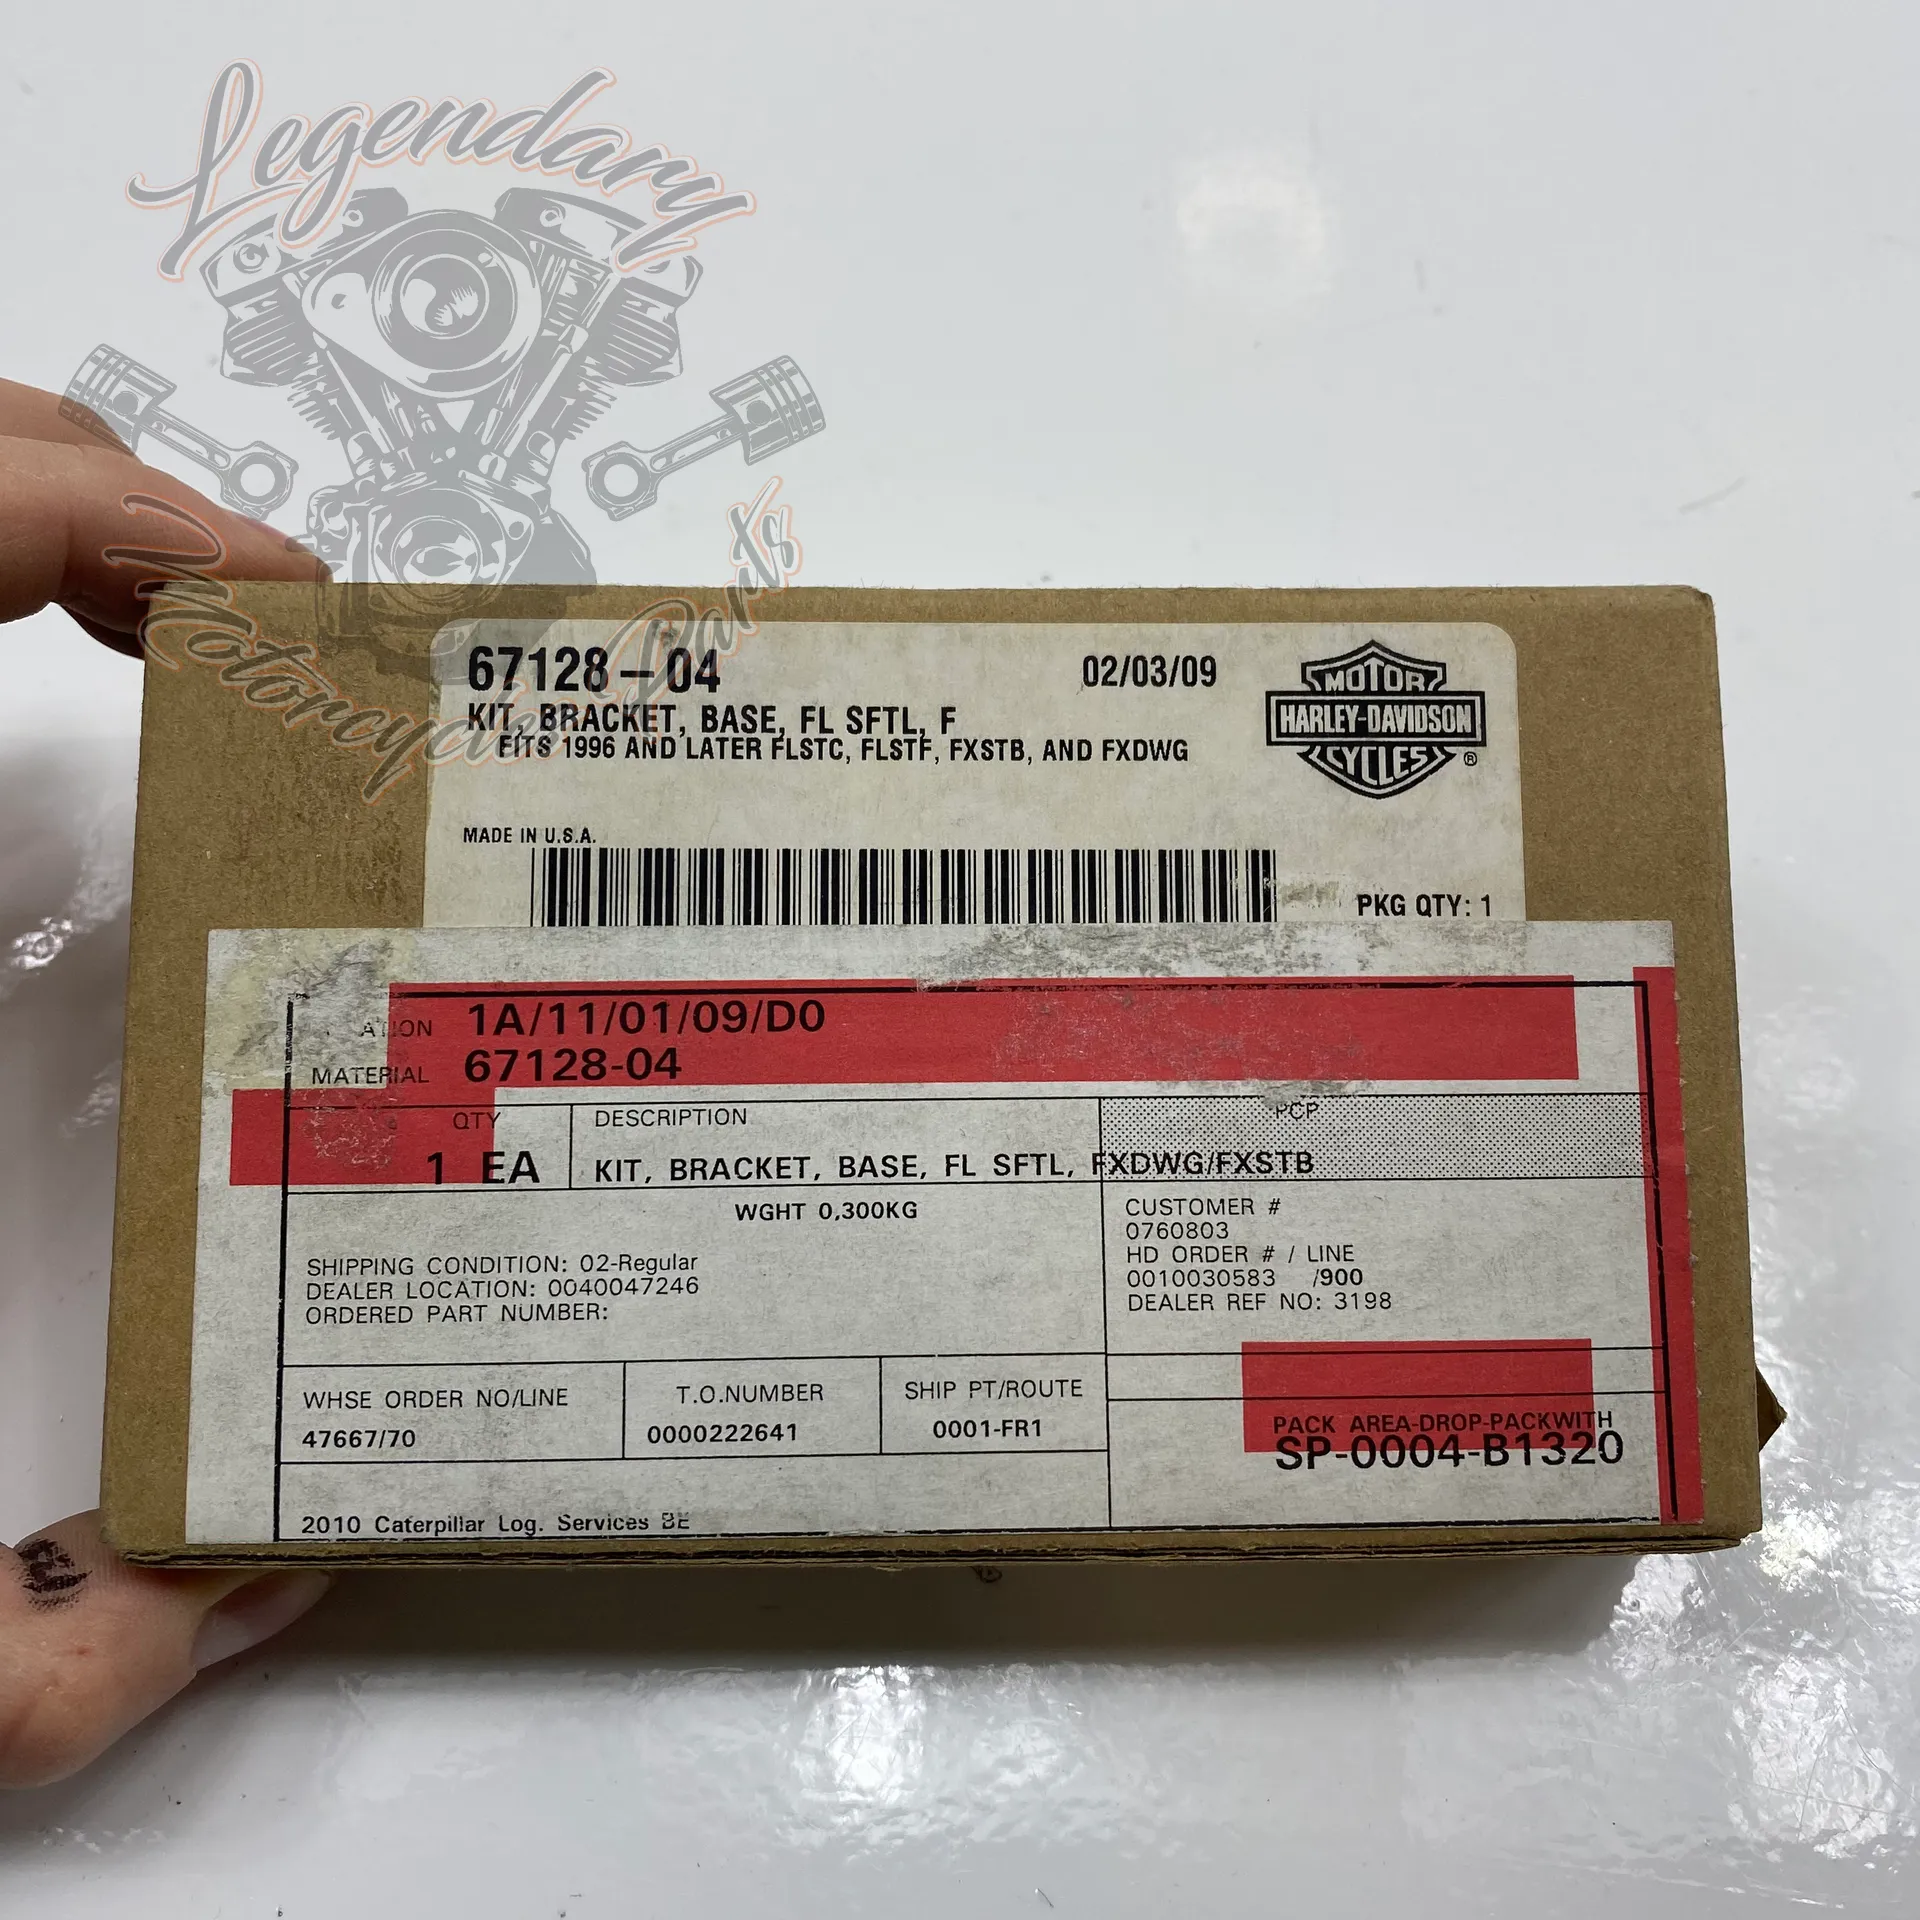 Legendary
Motorcycles Parts
67128-04
02/03/09
KIT, BRACKET, BASE, FL SFTL, F
FITS 1996 AND LATER FLSTC, FLSTF, FXSTB, AND FXDWG
MOTOR
HARLEY-DAVIDSON
CYCLES ®
MADE IN U.S.A.
PKG QTY: 1
1A/11/01/09/D0
MATERIAL 67128-04
QTY
DESCRIPTION
PCP
1 EA
KIT, BRACKET, BASE, FL SFTL, FXDWG/FXSTB
WGHT 0,300KG
CUSTOMER #
0760803
HD ORDER # / LINE
0010030583 /900
DEALER REF NO: 3198
SHIPPING CONDITION: 02-Regular
DEALER LOCATION: 0040047246
ORDERED PART NUMBER:
WHSE ORDER NO/LINE
47667/70
T.O.NUMBER
0000222641
SHIP PT/ROUTE
0001-FR1
PACK AREA-DROP-PACKWITH
SP-0004-B1320
2010 Caterpillar Log. Services BE